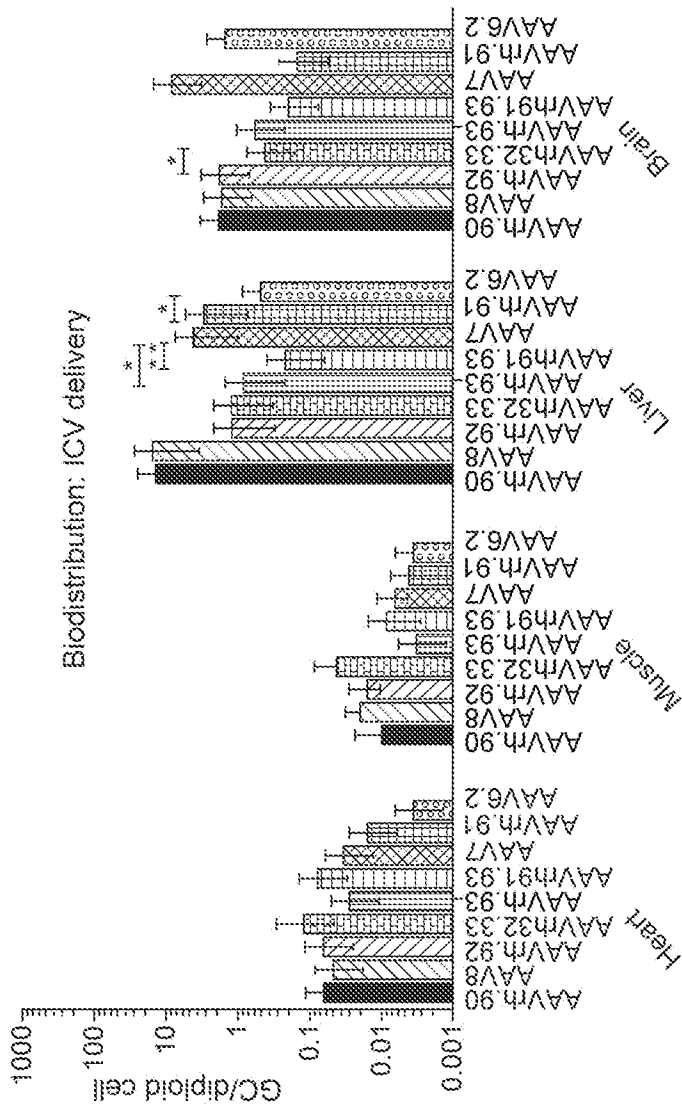 Biodistribution: ICV delivery
GC/diploid cell
1000
100
10
1
0.1
0.01
0.001
*
**
*
*
AAVrh.90
AAV8
AAVrh.92
AAVrh32.33
AAVrh.93
AAVrh91.93
AAV7
AAVrh.91
AAV6.2
Heart
AAVrh.90
AAV8
AAVrh.92
AAVrh32.33
AAVrh.93
AAVrh91.93
AAV7
AAVrh.91
AAV6.2
Muscle
AAVrh.90
AAV8
AAVrh.92
AAVrh32.33
AAVrh.93
AAVrh91.93
AAV7
AAVrh.91
AAV6.2
Liver
AAVrh.90
AAV8
AAVrh.92
AAVrh32.33
AAVrh.93
AAVrh91.93
AAV7
AAVrh.91
AAV6.2
Brain